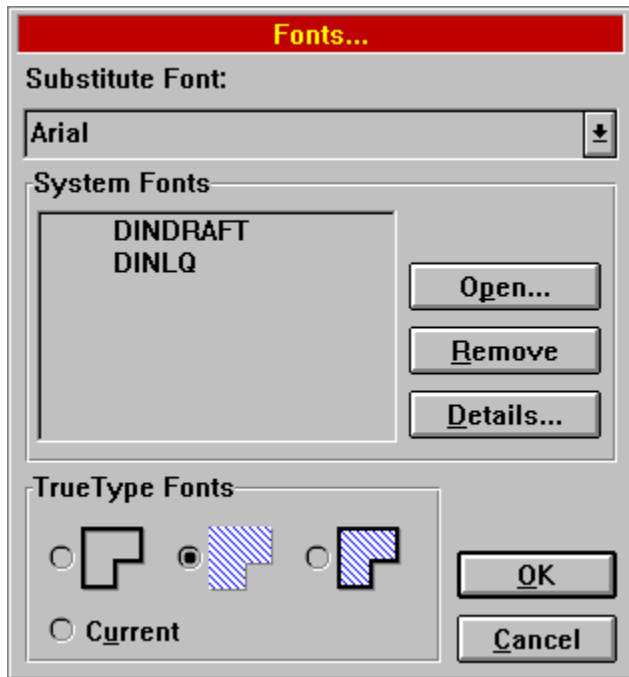 Fonts...
Substitute Font:
Arial
System Fonts
DINDRAFT
DINLQ
Open...
Remove
Details...
TrueType Fonts
Current
OK
Cancel